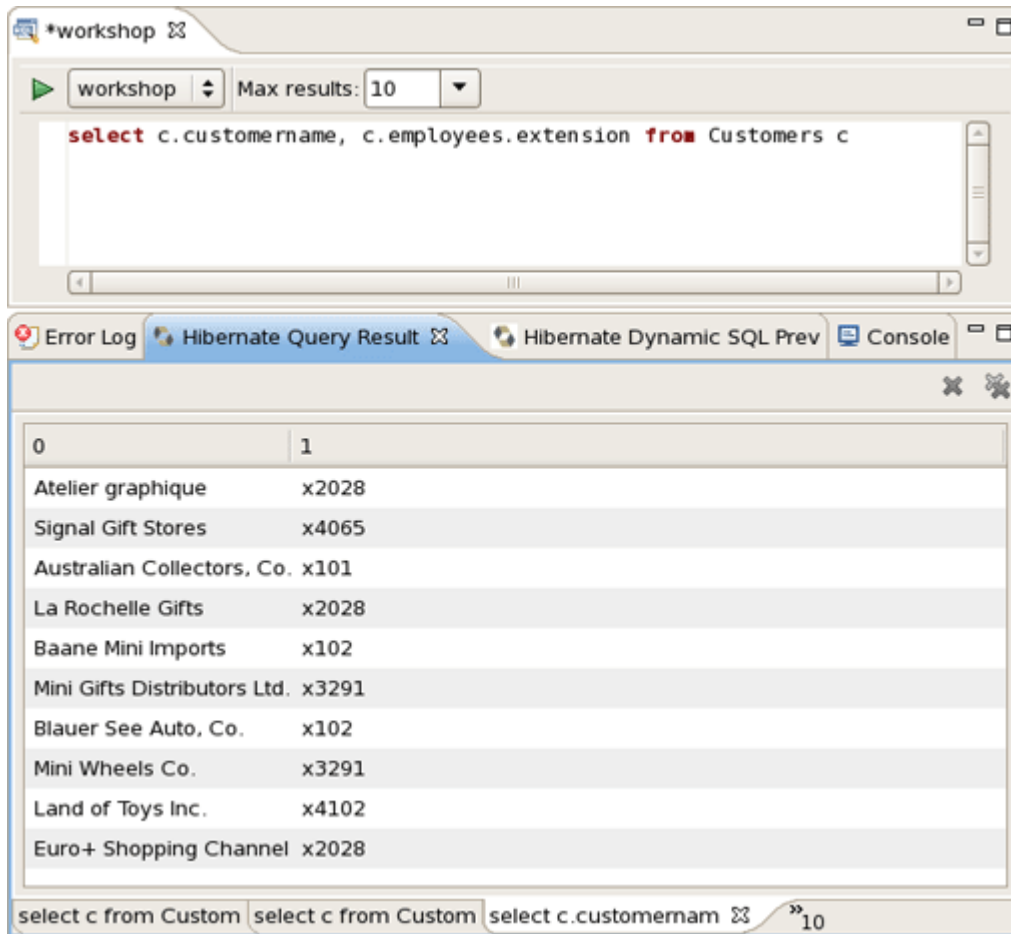 *workshop
workshop Max results: 10
select c.customername, c.employees.extension from Customers c
Error Log Hibernate Query Result Hibernate Dynamic SQL Prev Console
0 1
Atelier graphique x2028
Signal Gift Stores x4065
Australian Collectors, Co. x101
La Rochelle Gifts x2028
Baane Mini Imports x102
Mini Gifts Distributors Ltd. x3291
Blauer See Auto, Co. x102
Mini Wheels Co. x3291
Land of Toys Inc. x4102
Euro+ Shopping Channel x2028
select c from Custom select c from Custom select c.customernam »10